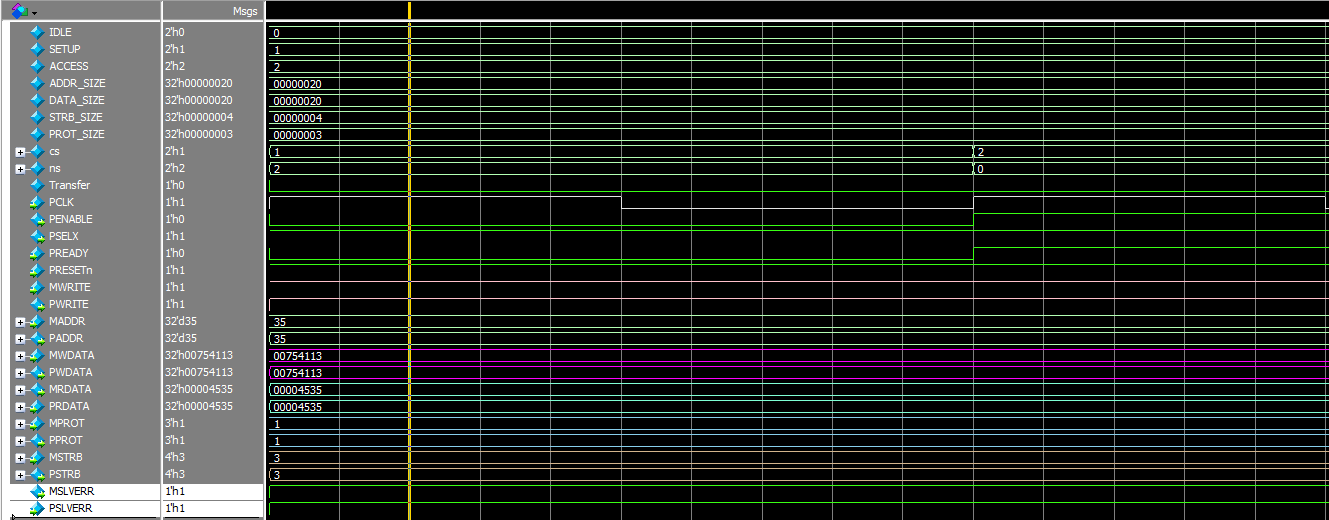 Msgs
IDLE 2'h0 0
SETUP 2'h1 1
ACCESS 2'h2 2
ADDR_SIZE 32'h00000020 00000020
DATA_SIZE 32'h00000020 00000020
STRB_SIZE 32'h00000004 00000004
PROT_SIZE 32'h00000003 00000003
cs 2'h1 1 2
ns 2'h2 2 0
Transfer 1'h0
PCLK 1'h1
PENABLE 1'h0
PSELX 1'h1
PREADY 1'h0
PRESETn 1'h1
MWRITE 1'h1
PWRITE 1'h1
MADDR 32'd35 35
PADDR 32'd35 35
MWDATA 32'h00754113 00754113
PWDATA 32'h00754113 00754113
MRDATA 32'h00004535 00004535
PRDATA 32'h00004535 00004535
MPROT 3'h1 1
PPROT 3'h1 1
MSTRB 4'h3 3
PSTRB 4'h3 3
MSLVERR 1'h1
PSLVERR 1'h1